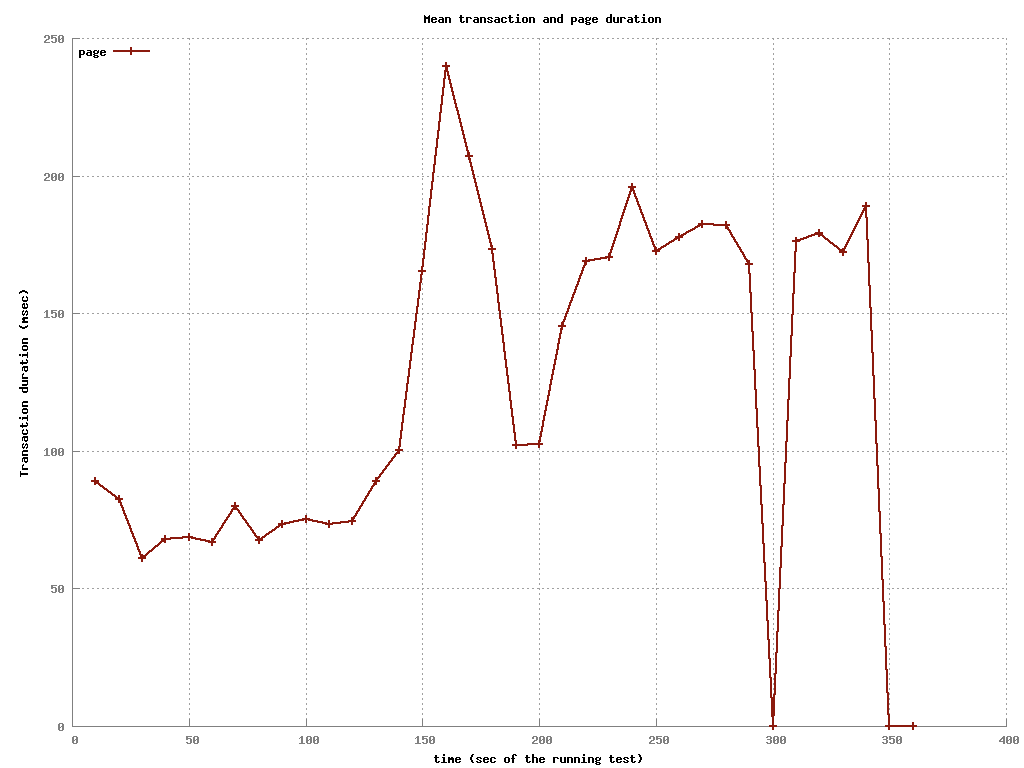 Mean transaction and page duration
250
page
200
150
Transaction duration (msec)
100
50
0
0 50 100 150 200 250 300 350 400
time (sec of the running test)